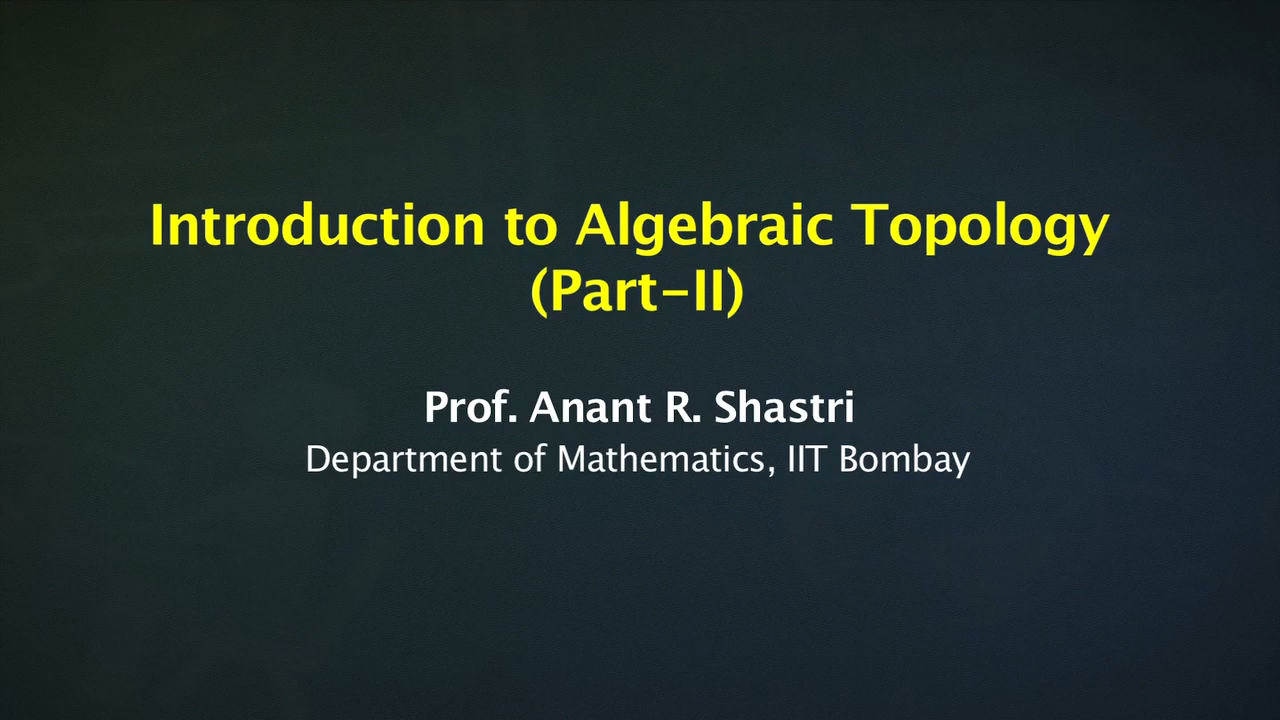 Introduction to Algebraic Topology
(Part-II)
Prof. Anant R. Shastri
Department of Mathematics, IIT Bombay